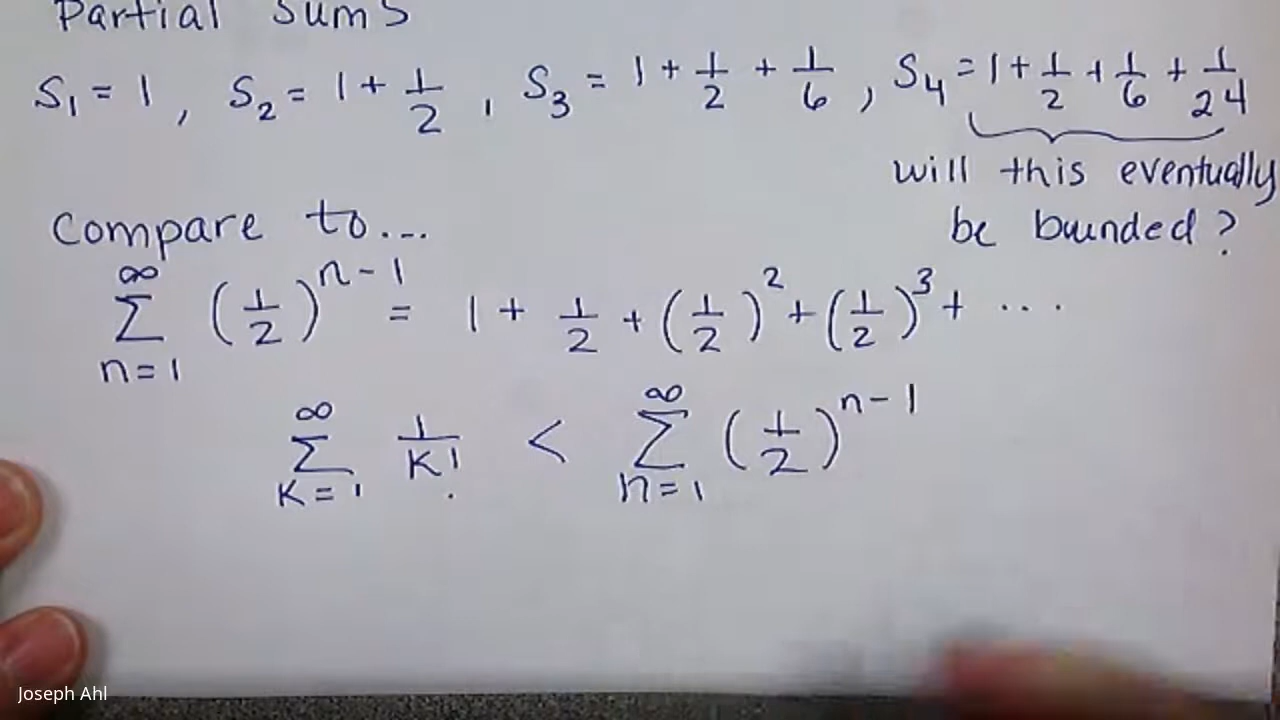 Partial Sums
S₁ = 1 , S₂ = 1 + 1/2 , S₃ = 1 + 1/2 + 1/6 , S₄ = 1 + 1/2 + 1/6 + 1/24
will this eventually
be bounded?
Compare to...
∑_{n=1}^{∞} (1/2)^{n-1} = 1 + 1/2 + (1/2)² + (1/2)³ + ....
∑_{K=1}^{∞} 1/K! < ∑_{n=1}^{∞} (1/2)^{n-1}
Joseph Ahl